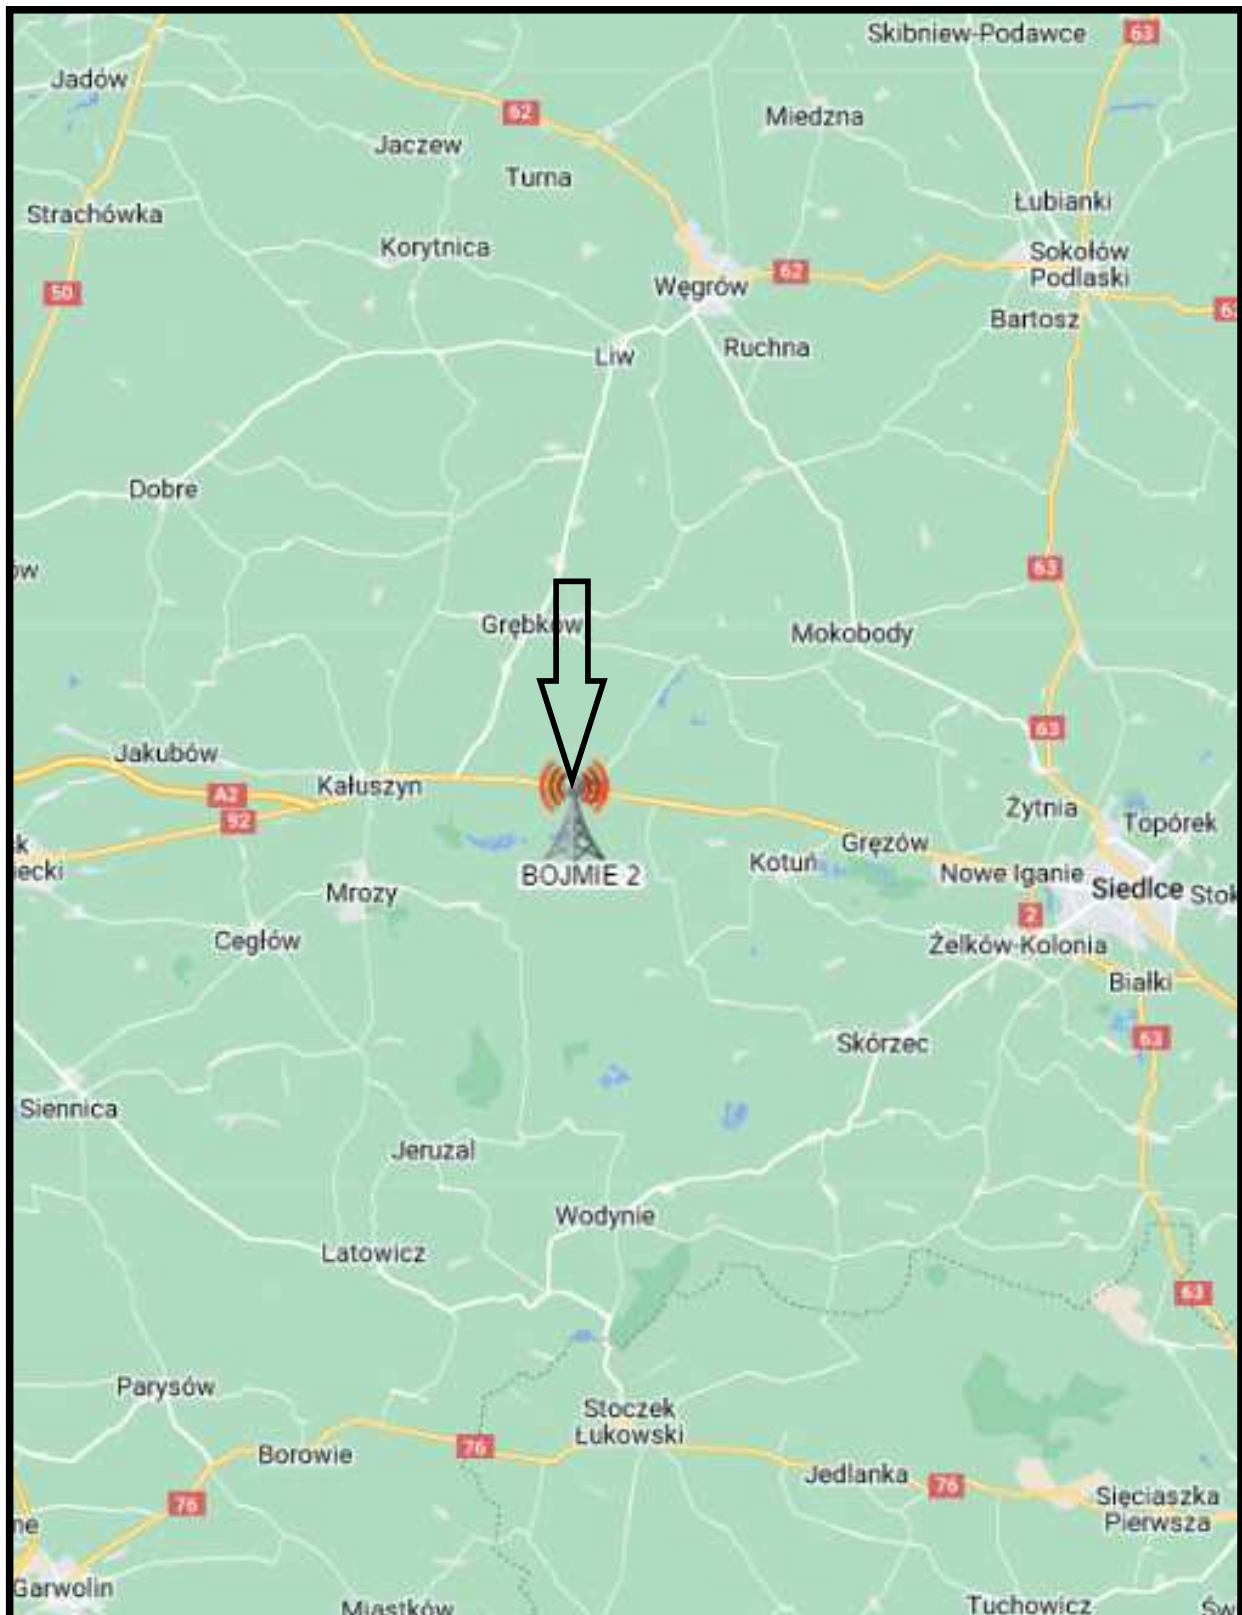 Skibniew-Podawce
63
Jadów
62
Miedzna
Jaczew
Turna
Łubianki
Strachówka
Korytnica
Sokołów
Podlaski
62
Węgrów
50
Bartosz
Ruchna
Liw
Dobre
63
Grębków
Mokobody
63
Jakubów
Kałuszyn
A2
92
Żytnia
Topórek
Gręzów
Kotuń
BOJMIE 2
Nowe Iganie
Siedlce
Mrozy
2
Cegłów
Żelków-Kolonia
Białki
Skórzec
63
Siennica
Jeruzal
Wodynie
Latowicz
63
Parysów
Stoczek
Łukowski
Borowie
76
Jedlanka
76
Sięciaszka
Pierwsza
76
Garwolin
Miastków
Tuchowicz